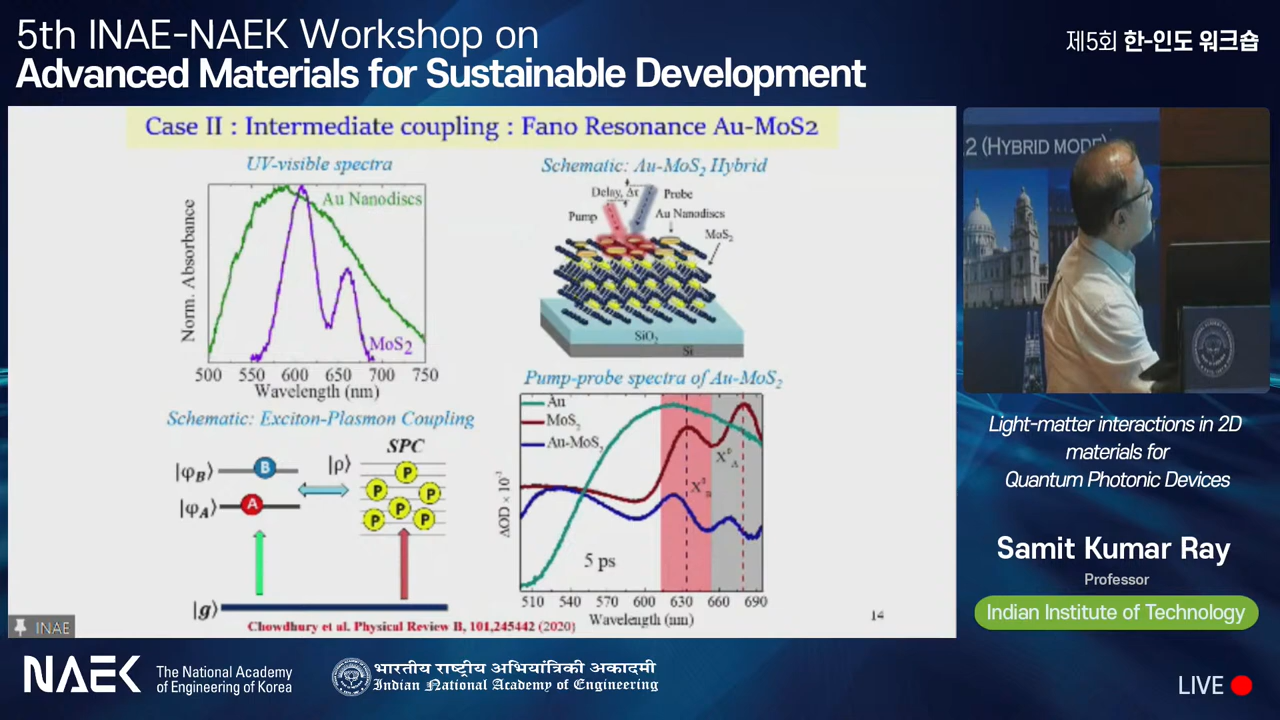 5th INAE-NAEK Workshop on
Advanced Materials for Sustainable Development
제5회 한-인도 워크숍
Case II : Intermediate coupling : Fano Resonance Au-MoS2
UV-visible spectra
Norm. Absorbance
Au Nanodiscs
MoS₂
500 550 600 650 700 750
Wavelength (nm)
Schematic: Au-MoS₂ Hybrid
Delay, Δτ
Probe
Pump
Au Nanodiscs
MoS₂
SiO₂
Si
Schematic: Exciton-Plasmon Coupling
SPC
|φB⟩
B
|ρ⟩
|φA⟩
A
P
P
P
P
P
P
|g⟩
Pump-probe spectra of Au-MoS₂
Au
MoS₂
Au-MoS₂
ΔOD × 10⁻³
5 ps
510 540 570 600 630 660 690
Wavelength (nm)
Chowdhury et al. Physical Review B, 101,245442 (2020)
14
INAE
2 (HYBRID MODE)
Light-matter interactions in 2D
materials for
Quantum Photonic Devices
Samit Kumar Ray
Professor
Indian Institute of Technology
NAEK
The National Academy
of Engineering of Korea
भारतीय राष्ट्रीय अभियांत्रिकी अकादमी
Indian National Academy of Engineering
LIVE